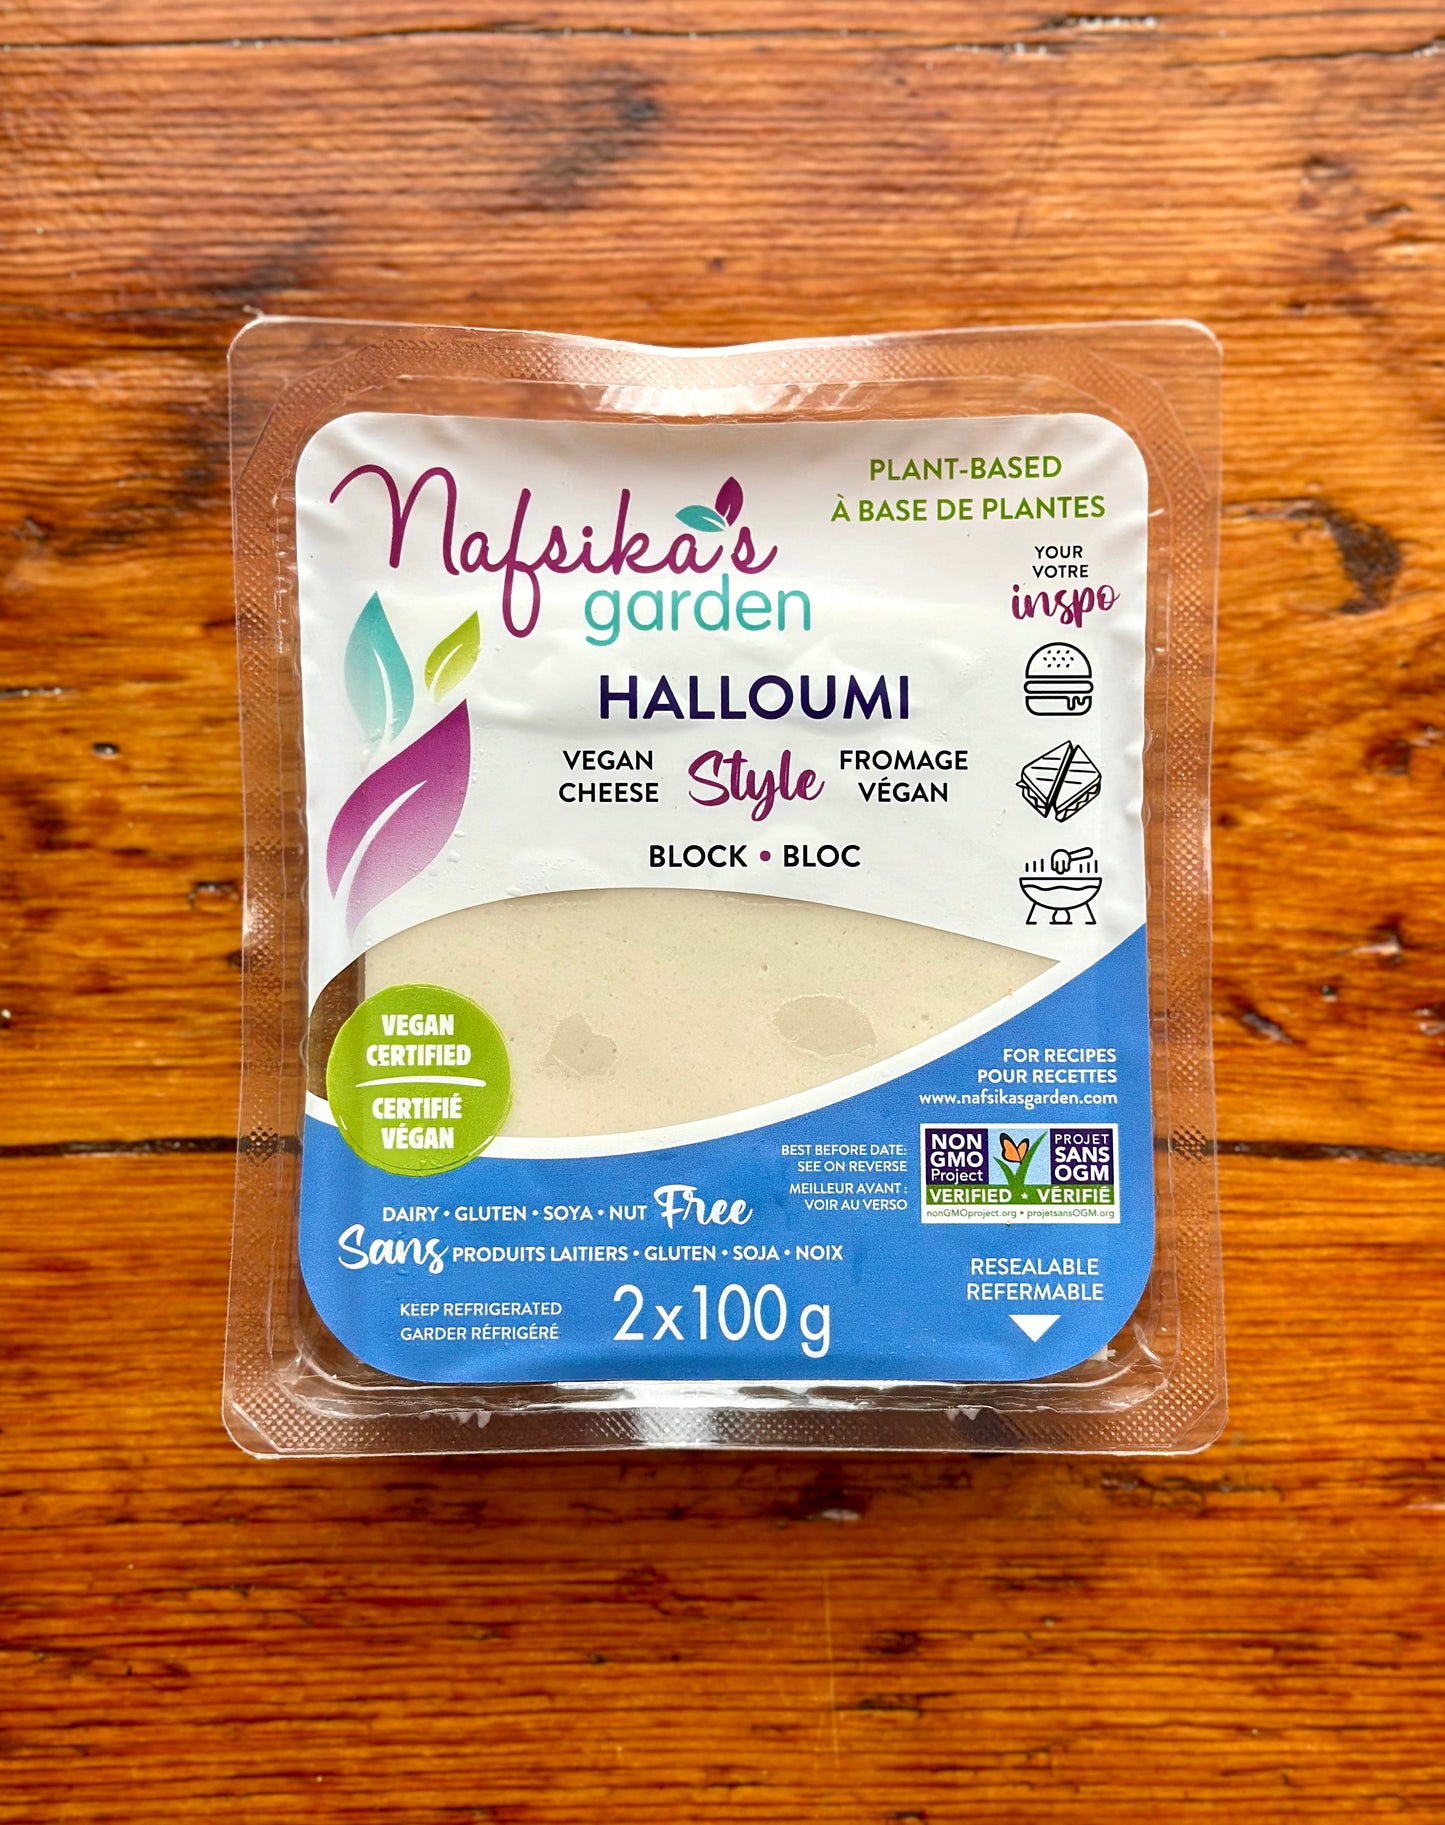 Nafsika's
garden
PLANT-BASED
À BASE DE PLANTES
YOUR
VOTRE
inspo
HALLOUMI
VEGAN
CHEESE
Style
FROMAGE
VÉGAN
BLOCK • BLOC
VEGAN
CERTIFIED
CERTIFIÉ
VÉGAN
FOR RECIPES
POUR RECETTES
www.nafsikasgarden.com
BEST BEFORE DATE:
SEE ON REVERSE
MEILLEUR AVANT :
VOIR AU VERSO
NON
GMO
Project
PROJET
SANS
OGM
VERIFIED • VÉRIFIÉ
nonGMOproject.org • projetsansOGM.org
DAIRY • GLUTEN • SOYA • NUT Free
Sans PRODUITS LAITIERS • GLUTEN • SOJA • NOIX
KEEP REFRIGERATED
GARDER RÉFRIGÉRÉ
2x100 g
RESEALABLE
REFERMABLE